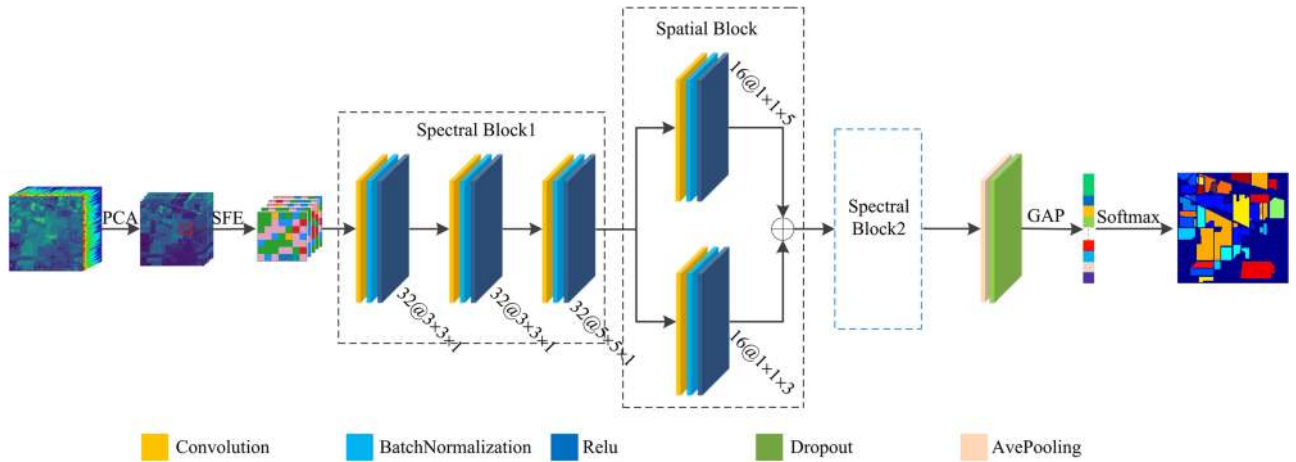 Spatial Block
16@1×1×5
Spectral Block1
PCA
SFE
32@3×3×1
32@3×3×1
32@5×5×1
16@1×1×3
Spectral
Block2
GAP
Softmax
Convolution
BatchNormalization
Relu
Dropout
AvePooling